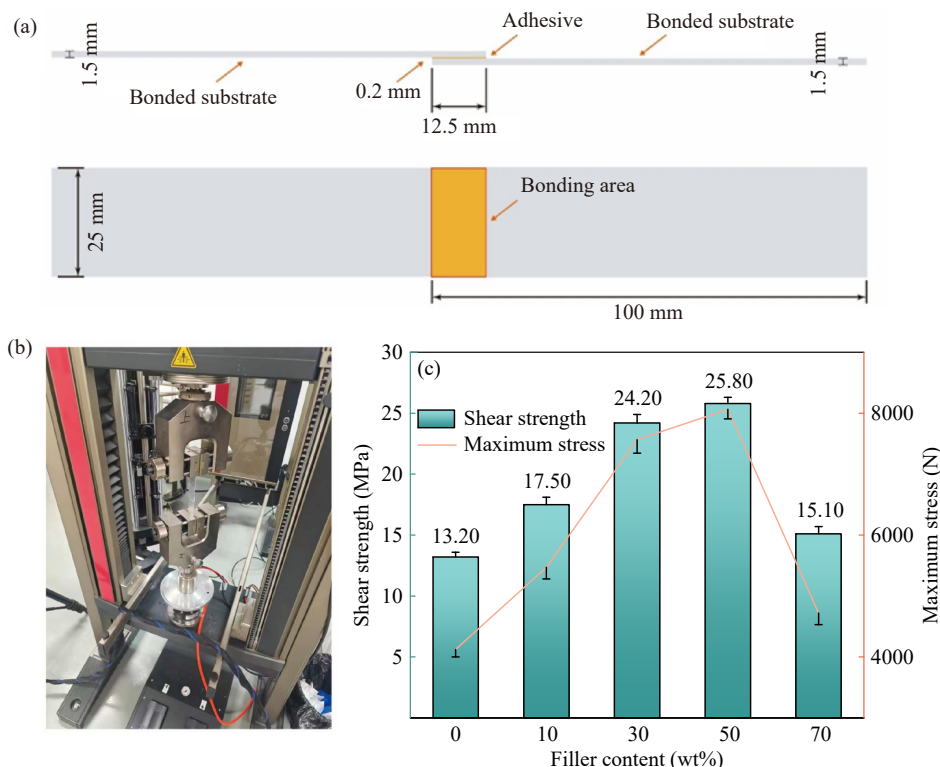 (a)
Adhesive
Bonded substrate
1.5 mm
Bonded substrate
0.2 mm
1.5 mm
12.5 mm
25 mm
Bonding area
100 mm
(b)
(c)
Shear strength
Maximum stress
30
25
20
15
10
5
Shear strength (MPa)
13.20
17.50
24.20
25.80
15.10
8000
6000
4000
Maximum stress (N)
0 10 30 50 70
Filler content (wt%)